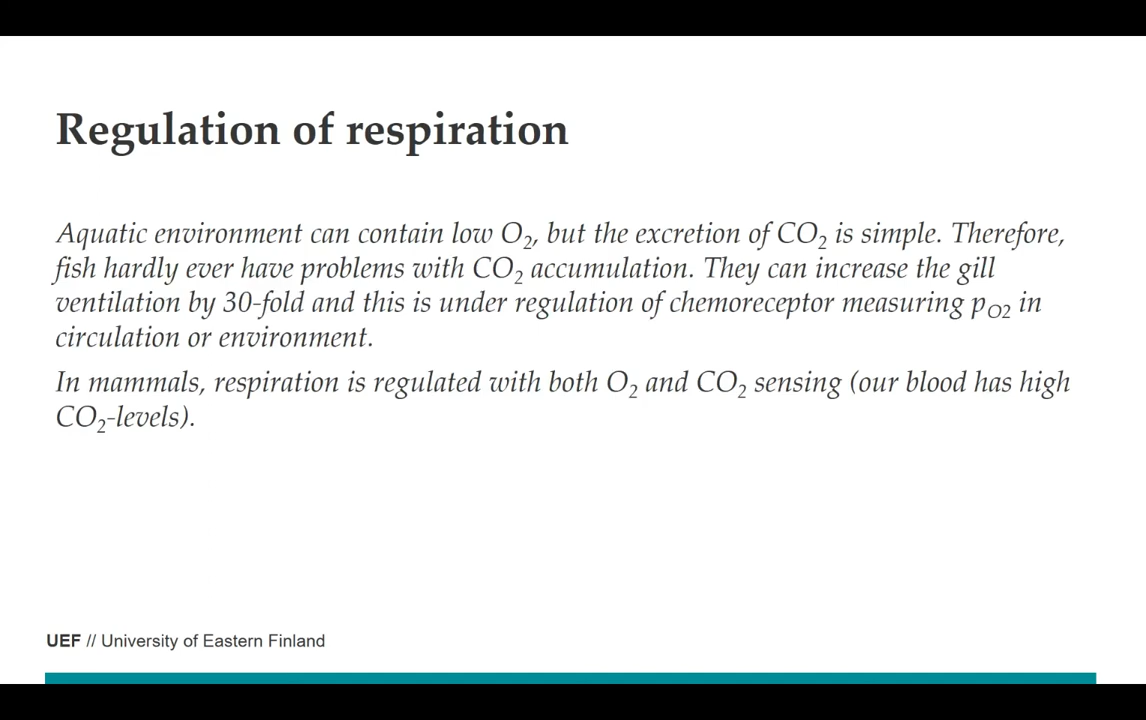 Regulation of respiration
Aquatic environment can contain low O₂, but the excretion of CO₂ is simple. Therefore,
fish hardly ever have problems with CO₂ accumulation. They can increase the gill
ventilation by 30-fold and this is under regulation of chemoreceptor measuring p O2 in
circulation or environment.
In mammals, respiration is regulated with both O₂ and CO₂ sensing (our blood has high
CO₂-levels).
UEF // University of Eastern Finland